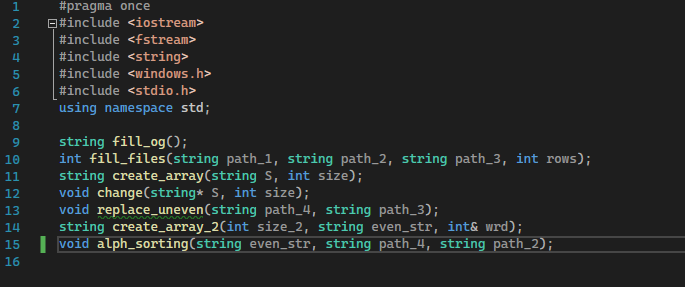 1 #pragma once
2 #include <iostream>
3 #include <fstream>
4 #include <string>
5 #include <windows.h>
6 #include <stdio.h>
7 using namespace std;
8
9 string fill_og();
10 int fill_files(string path_1, string path_2, string path_3, int rows);
11 string create_array(string S, int size);
12 void change(string* S, int size);
13 void replace_uneven(string path_4, string path_3);
14 string create_array_2(int size_2, string even_str, int& wrd);
15 void alph_sorting(string even_str, string path_4, string path_2);
16